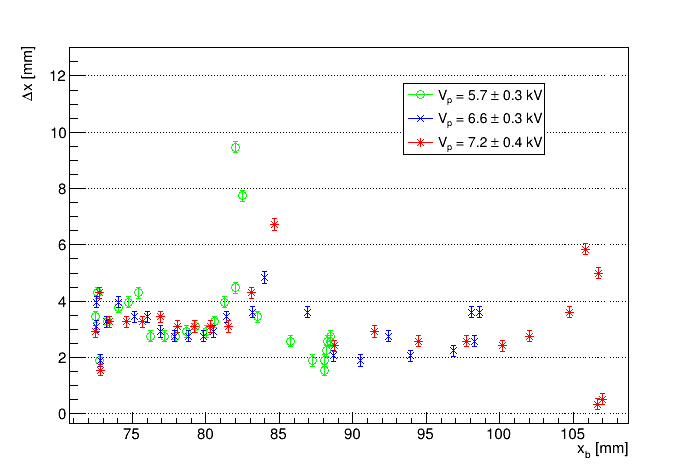 Δx [mm]
12
10
8
6
4
2
0
V_p = 5.7 ± 0.3 kV
V_p = 6.6 ± 0.3 kV
V_p = 7.2 ± 0.4 kV
75 80 85 90 95 100 105
x_b [mm]